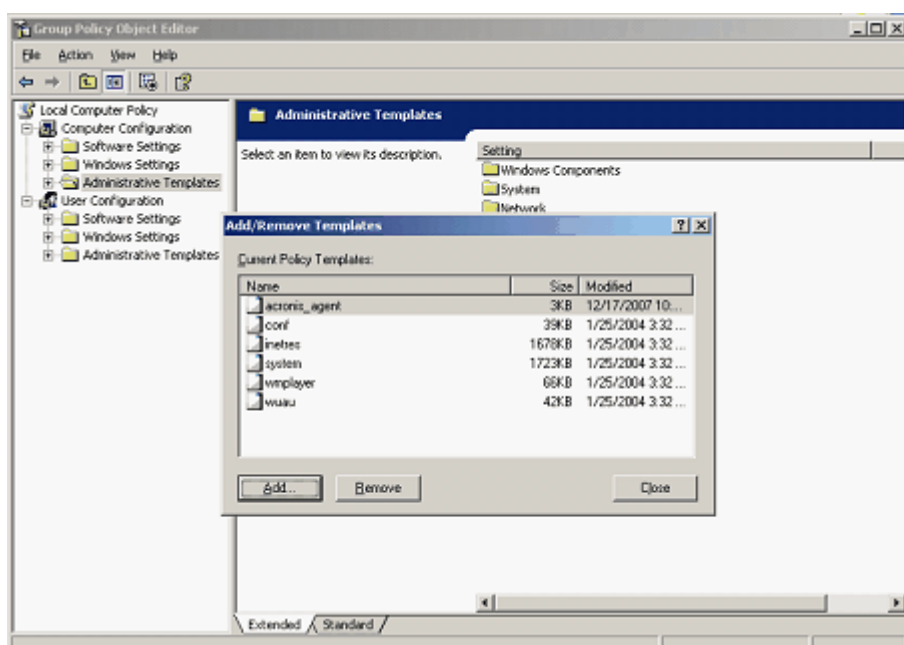 Group Policy Object Editor
File Action View Help
Local Computer Policy
Computer Configuration
Software Settings
Windows Settings
Administrative Templates
User Configuration
Software Settings
Windows Settings
Administrative Templates
Administrative Templates
Select an item to view its description.
Setting
Windows Components
System
Network
Add/Remove Templates
Current Policy Templates:
Name Size Modified
acronis_agent 3KB 12/17/2007 10:...
conf 39KB 1/25/2004 3:32 ...
inetres 1678KB 1/25/2004 3:32 ...
system 1723KB 1/25/2004 3:32 ...
wmplayer 66KB 1/25/2004 3:32 ...
wuau 42KB 1/25/2004 3:32 ...
Add... Remove Close
Extended Standard